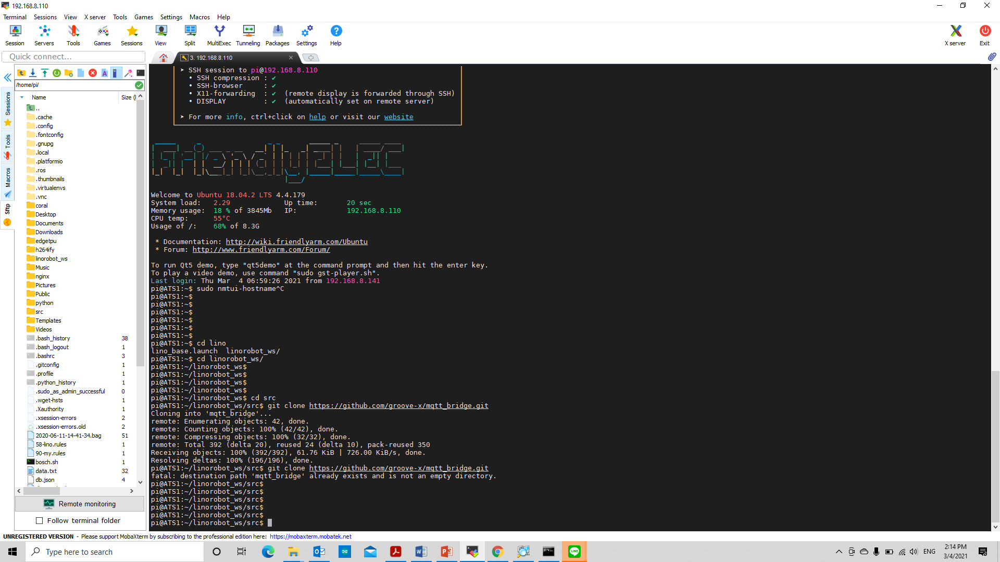 192.168.8.110
Terminal Sessions View X server Tools Games Settings Macros Help
Session Servers Tools Games Sessions View Split MultiExec Tunneling Packages Settings Help X server Exit
Quick connect...
3. 192.168.8.110
/home/pi/
Name Size (
Sessions
Tools
Macros
Sftp
..
.cache
.config
.fontconfig
.gnupg
.local
.platformio
.ros
.thumbnails
.virtualenvs
.vnc
coral
Desktop
Documents
Downloads
edgetpu
h264ify
linorobot_ws
Music
nginx
Pictures
Public
python
src
Templates
Videos
.bash_history 38
.bash_logout 1
.bashrc 3
.gitconfig 1
.profile 1
.python_history 1
.sudo_as_admin_successful 0
.wget-hsts 1
.Xauthority 1
.xsession-errors 2
.xsession-errors.old 2
2020-06-11-14-41-34.bag 51
58-lino.rules 1
90-my.rules 1
bosch.sh 1
data.txt 32
db.json 4
Remote monitoring
Follow terminal folder
➤ SSH session to pi@192.168.8.110
• SSH compression : ✔
• SSH-browser : ✔
• X11-forwarding : ✔ (remote display is forwarded through SSH)
• DISPLAY : ✔ (automatically set on remote server)
➤ For more info, ctrl+click on help or visit our website
FriendlyELEC
Welcome to Ubuntu 18.04.2 LTS 4.4.179
System load: 2.29 Up time: 20 sec
Memory usage: 18 % of 3845Mb IP: 192.168.8.110
CPU temp: 55°C
Usage of /: 68% of 8.3G
* Documentation: http://wiki.friendlyarm.com/Ubuntu
* Forum: http://www.friendlyarm.com/Forum/
To run Qt5 demo, type "qt5demo" at the command prompt and then hit the enter key.
To play a video demo, use command "sudo gst-player.sh".
Last login: Thu Mar  4 06:59:26 2021 from 192.168.8.141
pi@ATS1:~$ sudo nmtui-hostname^C
pi@ATS1:~$
pi@ATS1:~$
pi@ATS1:~$
pi@ATS1:~$
pi@ATS1:~$
pi@ATS1:~$
pi@ATS1:~$ cd lino
lino_base.launch  linorobot_ws/
pi@ATS1:~$ cd linorobot_ws/
pi@ATS1:~/linorobot_ws$
pi@ATS1:~/linorobot_ws$
pi@ATS1:~/linorobot_ws$
pi@ATS1:~/linorobot_ws$
pi@ATS1:~/linorobot_ws$ cd src
pi@ATS1:~/linorobot_ws/src$ git clone https://github.com/groove-x/mqtt_bridge.git
Cloning into 'mqtt_bridge'...
remote: Enumerating objects: 42, done.
remote: Counting objects: 100% (42/42), done.
remote: Compressing objects: 100% (32/32), done.
remote: Total 392 (delta 20), reused 24 (delta 10), pack-reused 350
Receiving objects: 100% (392/392), 61.76 KiB | 726.00 KiB/s, done.
Resolving deltas: 100% (196/196), done.
pi@ATS1:~/linorobot_ws/src$ git clone https://github.com/groove-x/mqtt_bridge.git
fatal: destination path 'mqtt_bridge' already exists and is not an empty directory.
pi@ATS1:~/linorobot_ws/src$
pi@ATS1:~/linorobot_ws/src$
pi@ATS1:~/linorobot_ws/src$
pi@ATS1:~/linorobot_ws/src$
pi@ATS1:~/linorobot_ws/src$
pi@ATS1:~/linorobot_ws/src$
UNREGISTERED VERSION - Please support MobaXterm by subscribing to the professional edition here: https://mobaxterm.mobatek.net
Type here to search
ENG
2:14 PM
3/4/2021